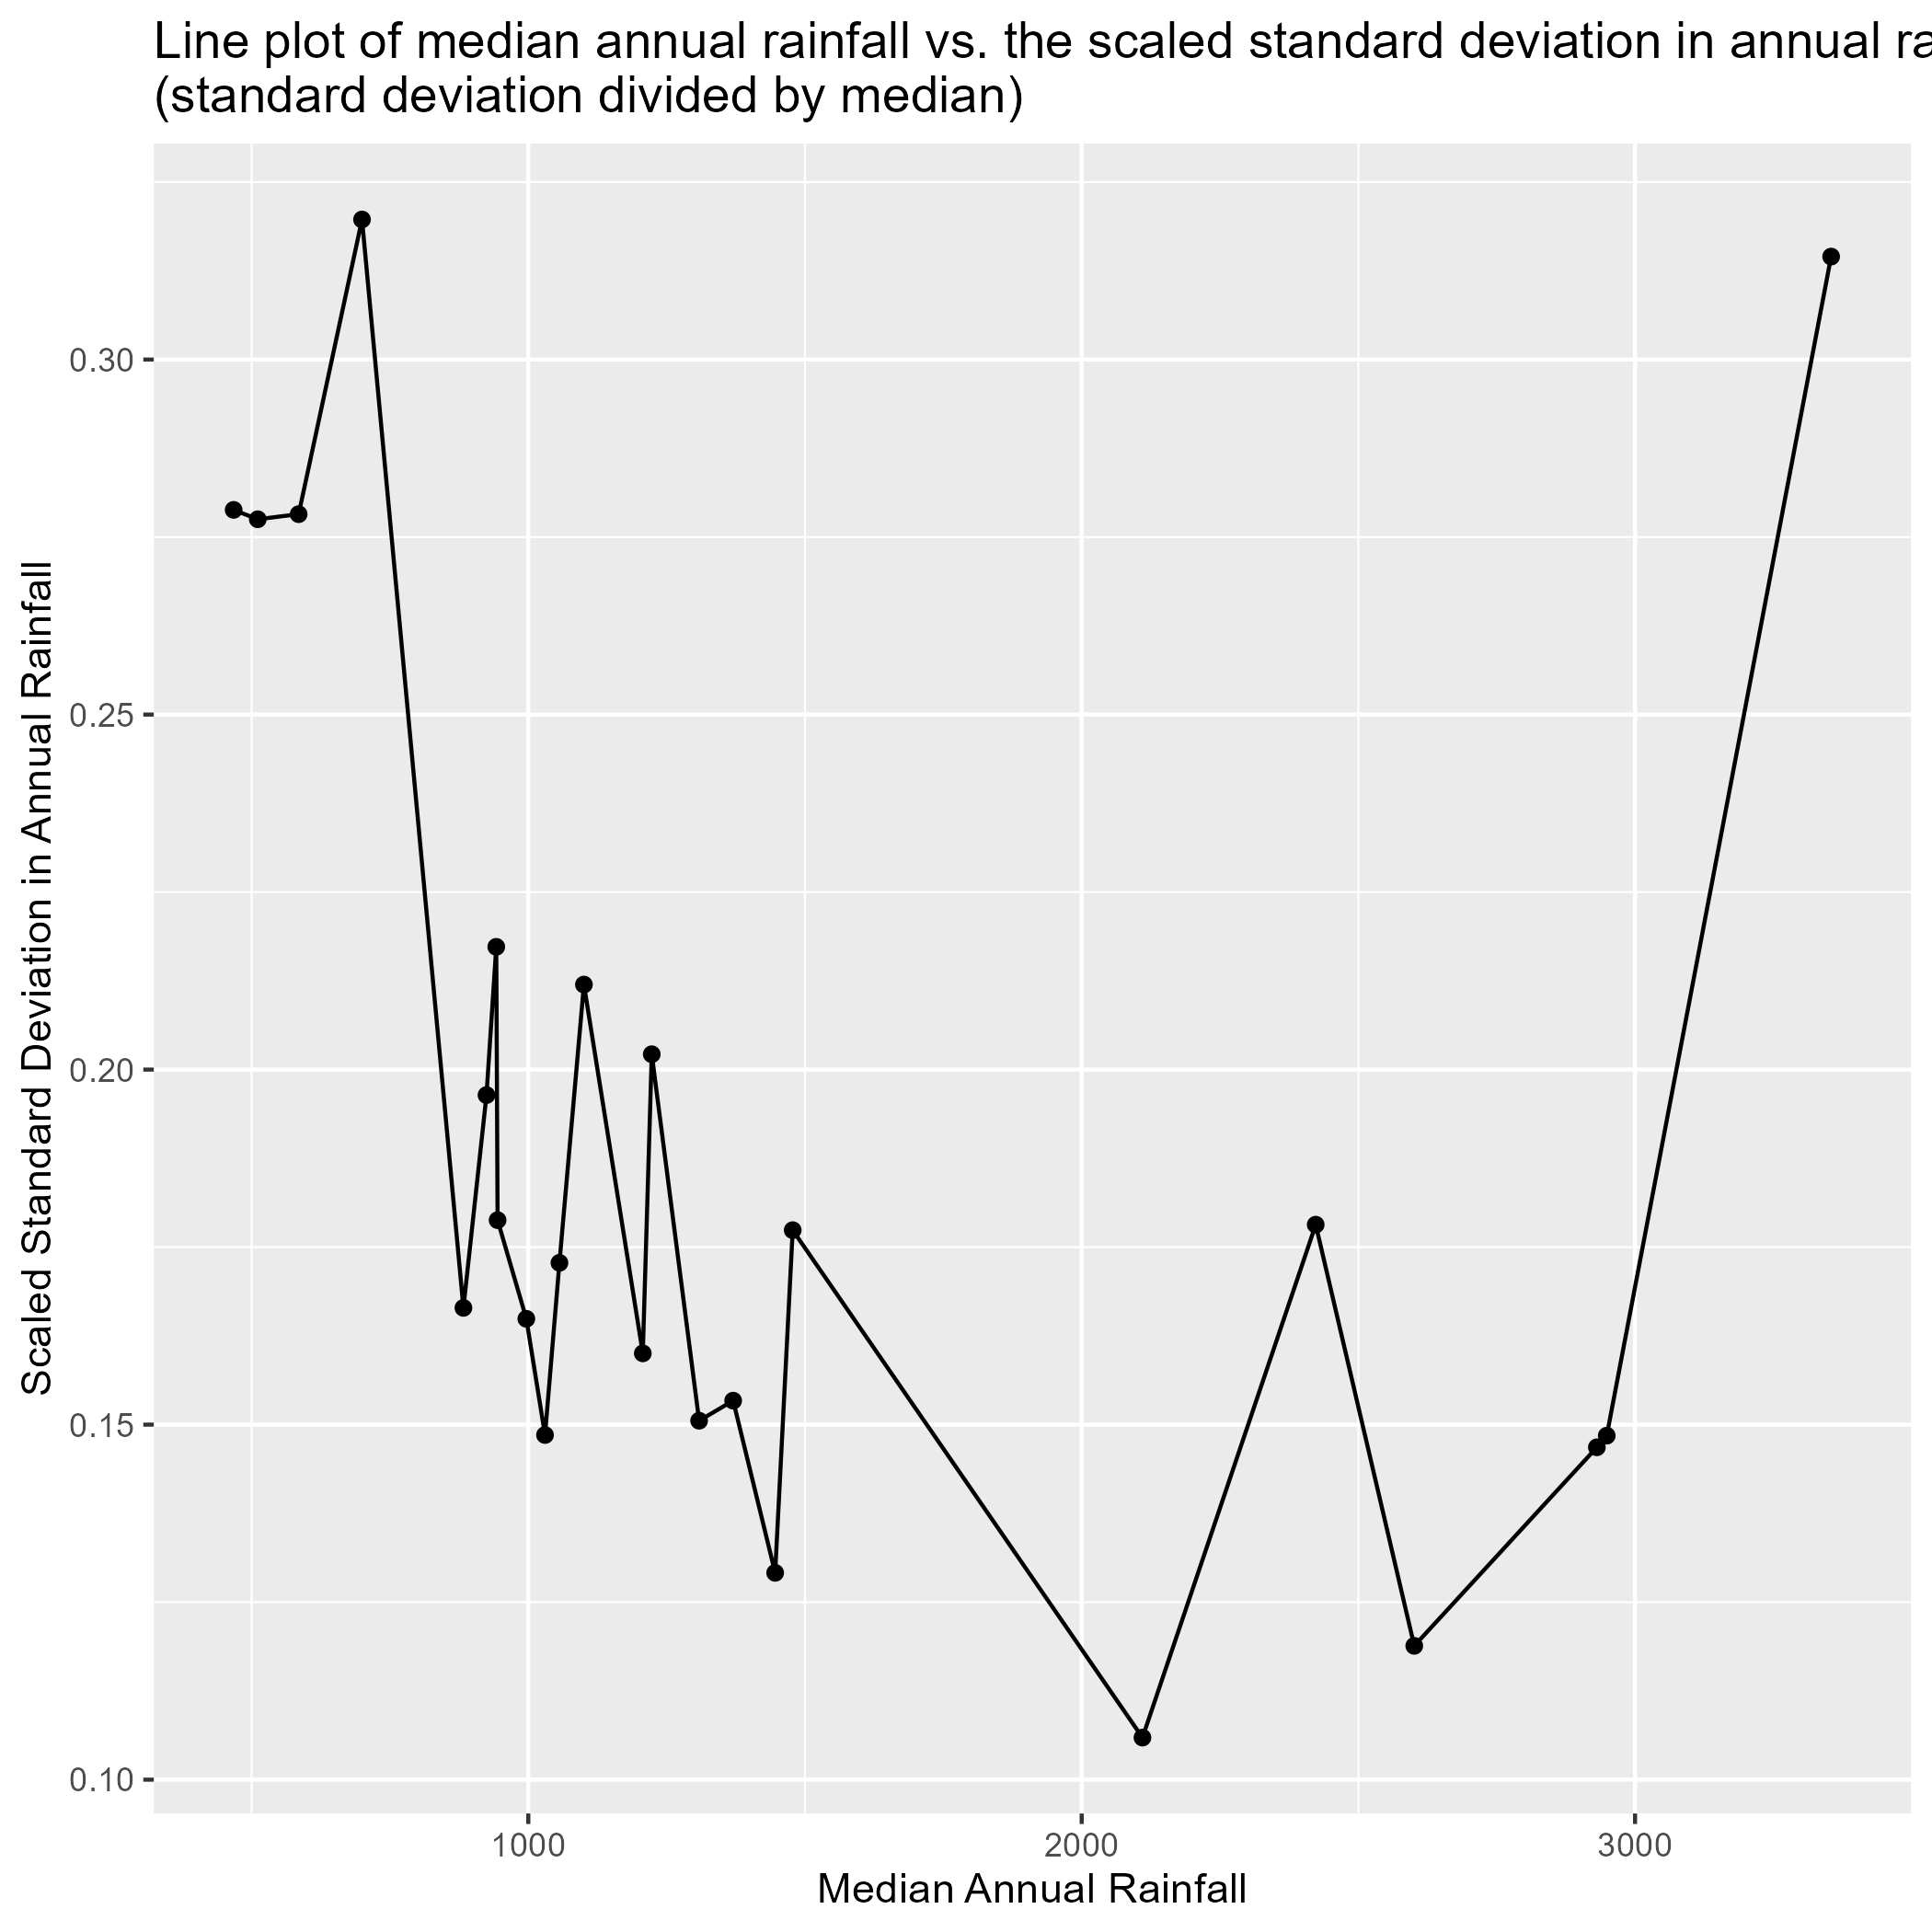 Line plot of median annual rainfall vs. the scaled standard deviation in annual ra
(standard deviation divided by median)
Scaled Standard Deviation in Annual Rainfall
0.30
0.25
0.20
0.15
0.10
1000
2000
3000
Median Annual Rainfall